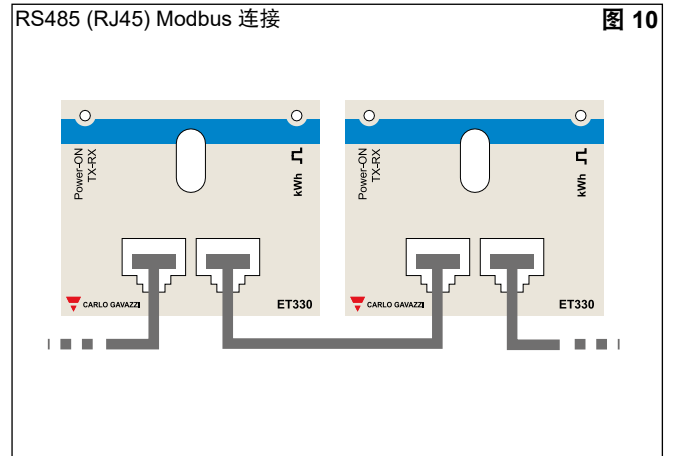 RS485 (RJ45) Modbus 连接
图 10
Power-ON
TX-RX
kWh
CARLO GAVAZZI
ET330
Power-ON
TX-RX
kWh
CARLO GAVAZZI
ET330